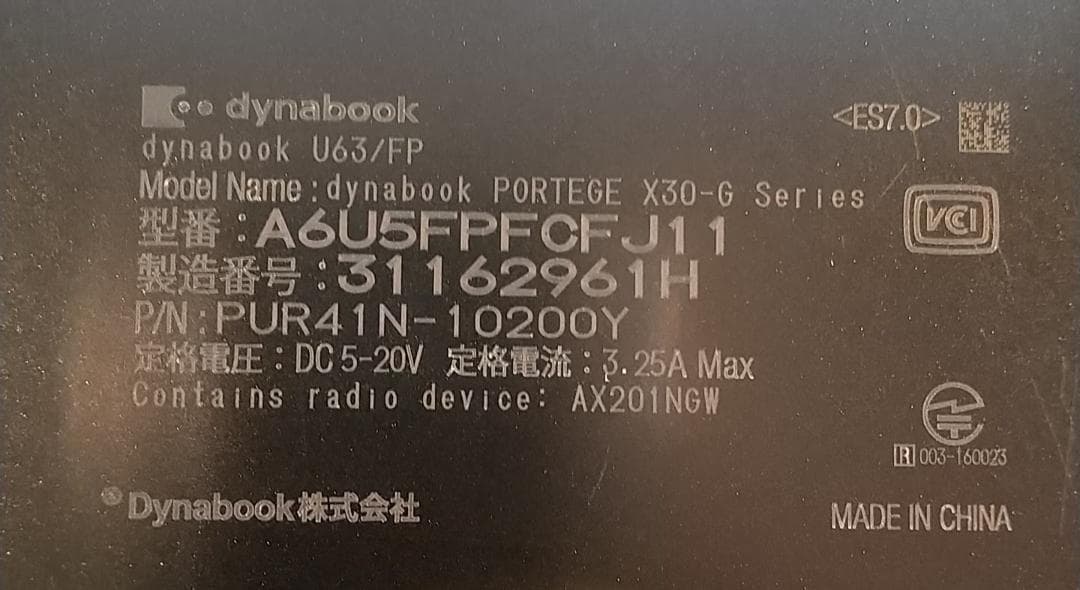 dynabook
<ES7.0>
dynabook U63/FP
Model Name:dynabook PORTEGE X30-G Series
VCI
型番:A6U5FPFCFJ11
製造番号:31162961H
P/N:PUR41N-10200Y
定格電圧:DC5-20V 定格電流:3.25A Max
Contains radio device: AX201NGW
R 003-160023
Dynabook株式会社
MADE IN CHINA